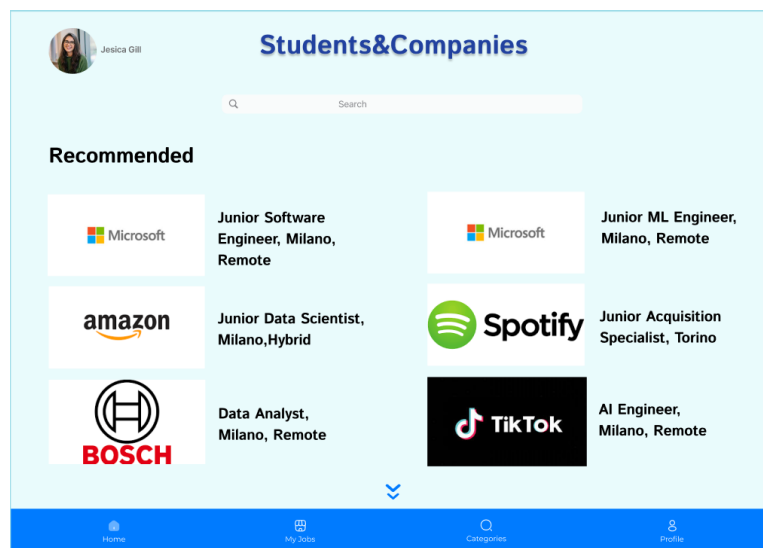 Jesica Gill
Students&Companies
Search
Recommended
Microsoft
Junior Software
Engineer, Milano,
Remote
Microsoft
Junior ML Engineer,
Milano, Remote
amazon
Junior Data Scientist,
Milano,Hybrid
Spotify
Junior Acquisition
Specialist, Torino
BOSCH
Data Analyst,
Milano, Remote
TikTok
AI Engineer,
Milano, Remote
Home
My Jobs
Categories
Profile